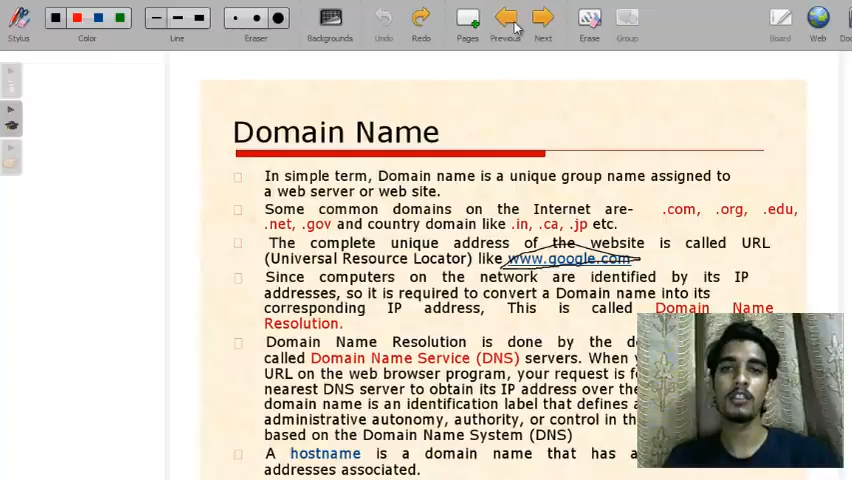 Stylus
Color
Line
Eraser
Backgrounds
Undo
Redo
Pages
Previous
Next
Erase
Group
Board
Web
Domain Name
In simple term, Domain name is a unique group name assigned to
a web server or web site.
Some common domains on the Internet are- .com, .org, .edu,
.net, .gov and country domain like .in, .ca, .jp etc.
The complete unique address of the website is called URL
(Universal Resource Locator) like www.google.com
Since computers on the network are identified by its IP
addresses, so it is required to convert a Domain name into its
corresponding IP address, This is called Domain Name
Resolution.
Domain Name Resolution is done by the
called Domain Name Service (DNS) servers. When
URL on the web browser program, your request is
nearest DNS server to obtain its IP address over the
domain name is an identification label that defines a
administrative autonomy, authority, or control in the
based on the Domain Name System (DNS)
A hostname is a domain name that has a
addresses associated.